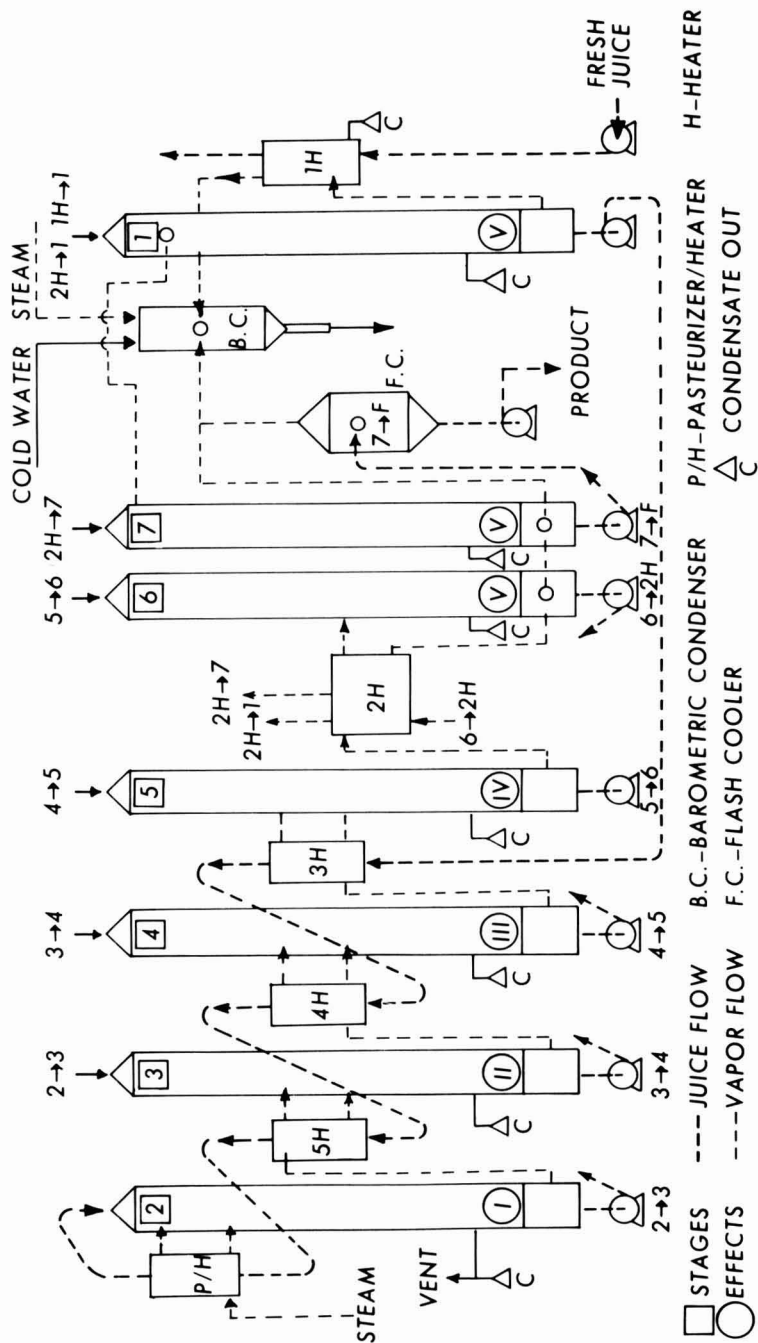 COLD WATER STEAM
2→3
3→4
4→5
5→6
2H→7
2H→1 1H→1
2
3
4
5
6
7
1
P/H
5H
4H
3H
2H→1
2H→7
2H
6→2H
B.C.
1H
C
F.C.
7→F
STEAM
VENT
I
II
III
IV
V
V
V
C
C
C
C
C
C
C
PRODUCT
FRESH
JUICE
2→3
3→4
4→5
5→6
6→2H
7→F
STAGES
JUICE FLOW
B.C.-BAROMETRIC CONDENSER
P/H-PASTEURIZER/HEATER
H-HEATER
EFFECTS
VAPOR FLOW
F.C.-FLASH COOLER
C CONDENSATE OUT